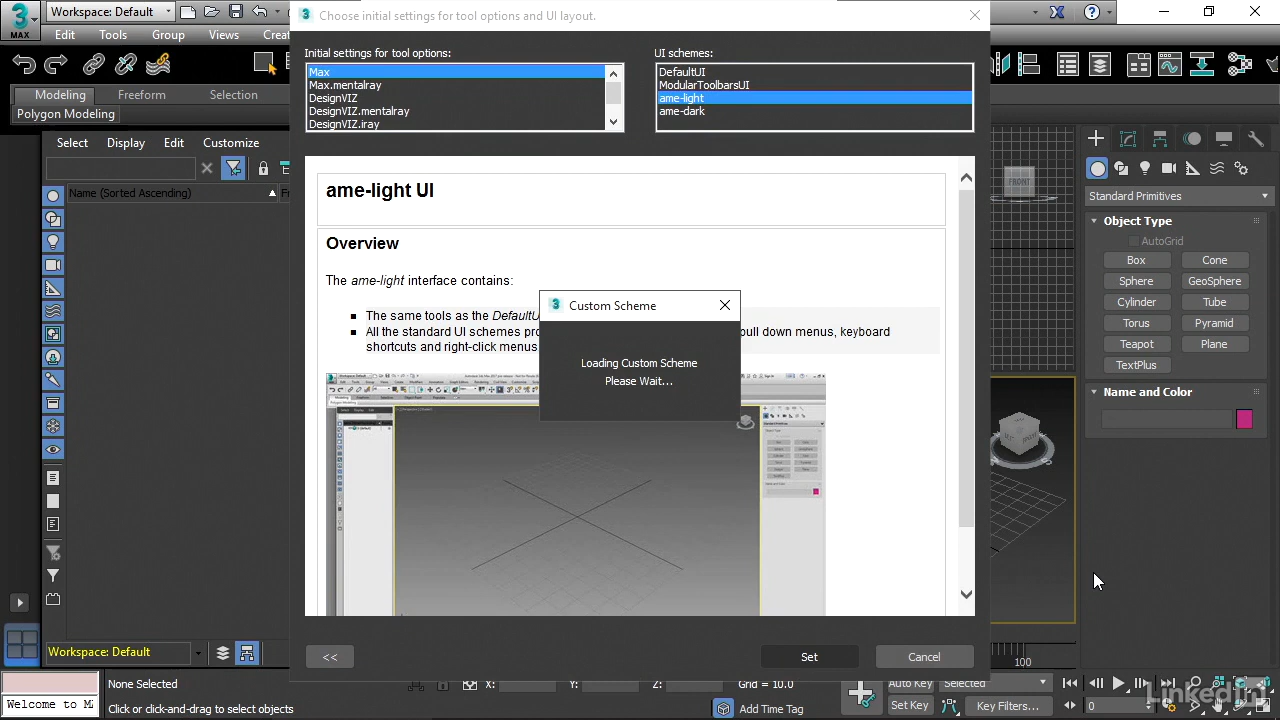 MAX
Workspace: Default
Edit
Tools
Group
Views
Modeling
Freeform
Selection
Polygon Modeling
Select
Display
Edit
Customize
Name (Sorted Ascending)
Choose initial settings for tool options and UI layout.
Initial settings for tool options:
UI schemes:
Max
Max.mentalray
DesignVIZ
DesignVIZ.mentalray
DesignVIZ.iray
DefaultUI
ModularToolbarsUI
ame-light
ame-dark
ame-light UI
Overview
The ame-light interface contains:
The same tools as the
All the standard UI schemes
pull down menus, keyboard
shortcuts and right-click menus
Custom Scheme
Loading Custom Scheme
Please Wait...
<<
Set
Cancel
FRONT
Standard Primitives
Object Type
AutoGrid
Box
Cone
Sphere
GeoSphere
Cylinder
Tube
Torus
Pyramid
Teapot
Plane
TextPlus
Name and Color
Workspace: Default
100
None Selected
X:
Y:
Z:
Grid = 10.0
Auto Key
Selected
Welcome to M
Click or click-and-drag to select objects
Add Time Tag
Set Key
Key Filters...
0
LinkedIn